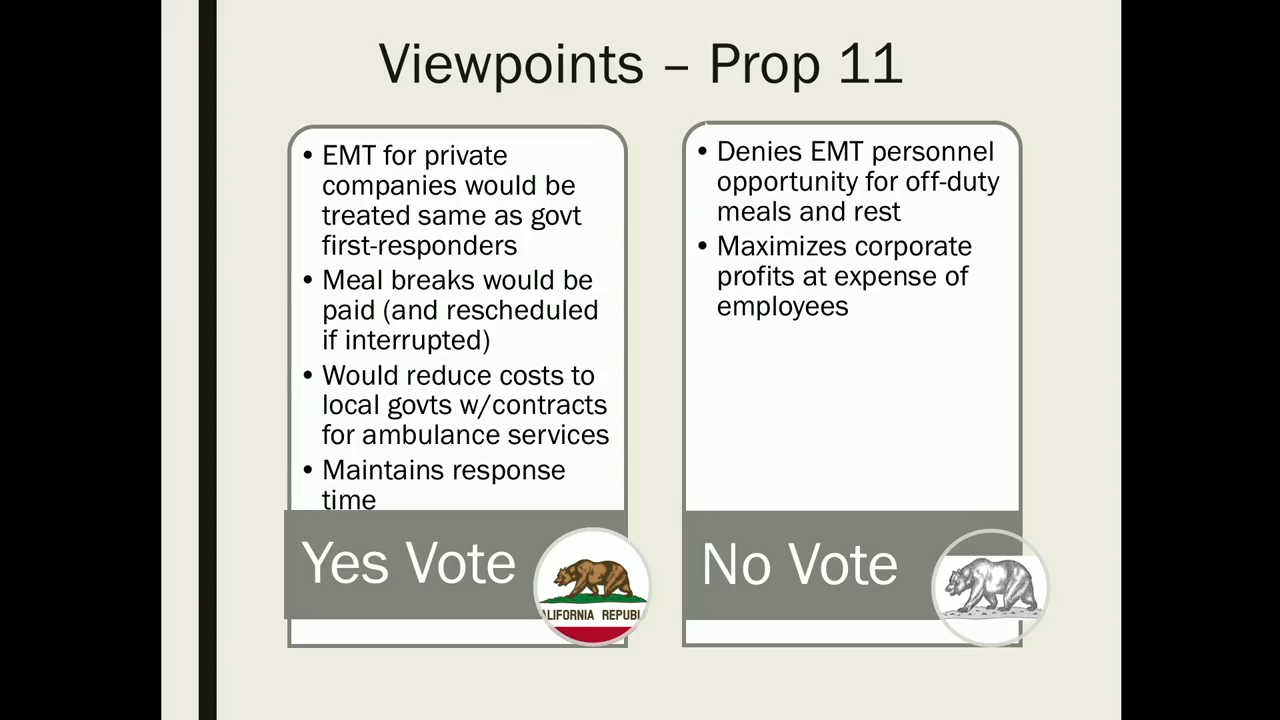 Viewpoints – Prop 11
• EMT for private
companies would be
treated same as govt
first-responders
• Meal breaks would be
paid (and rescheduled
if interrupted)
• Would reduce costs to
local govts w/contracts
for ambulance services
• Maintains response
time
Yes Vote
ALIFORNIA REPUBL
• Denies EMT personnel
opportunity for off-duty
meals and rest
• Maximizes corporate
profits at expense of
employees
No Vote